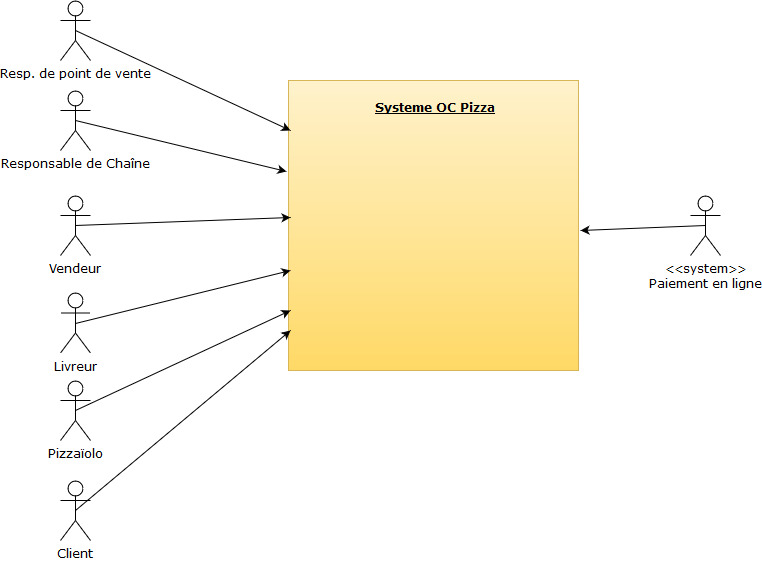 Resp. de point de vente
Systeme OC Pizza
Responsable de Chaîne
Vendeur
<<system>>
Paiement en ligne
Livreur
Pizzaïolo
Client